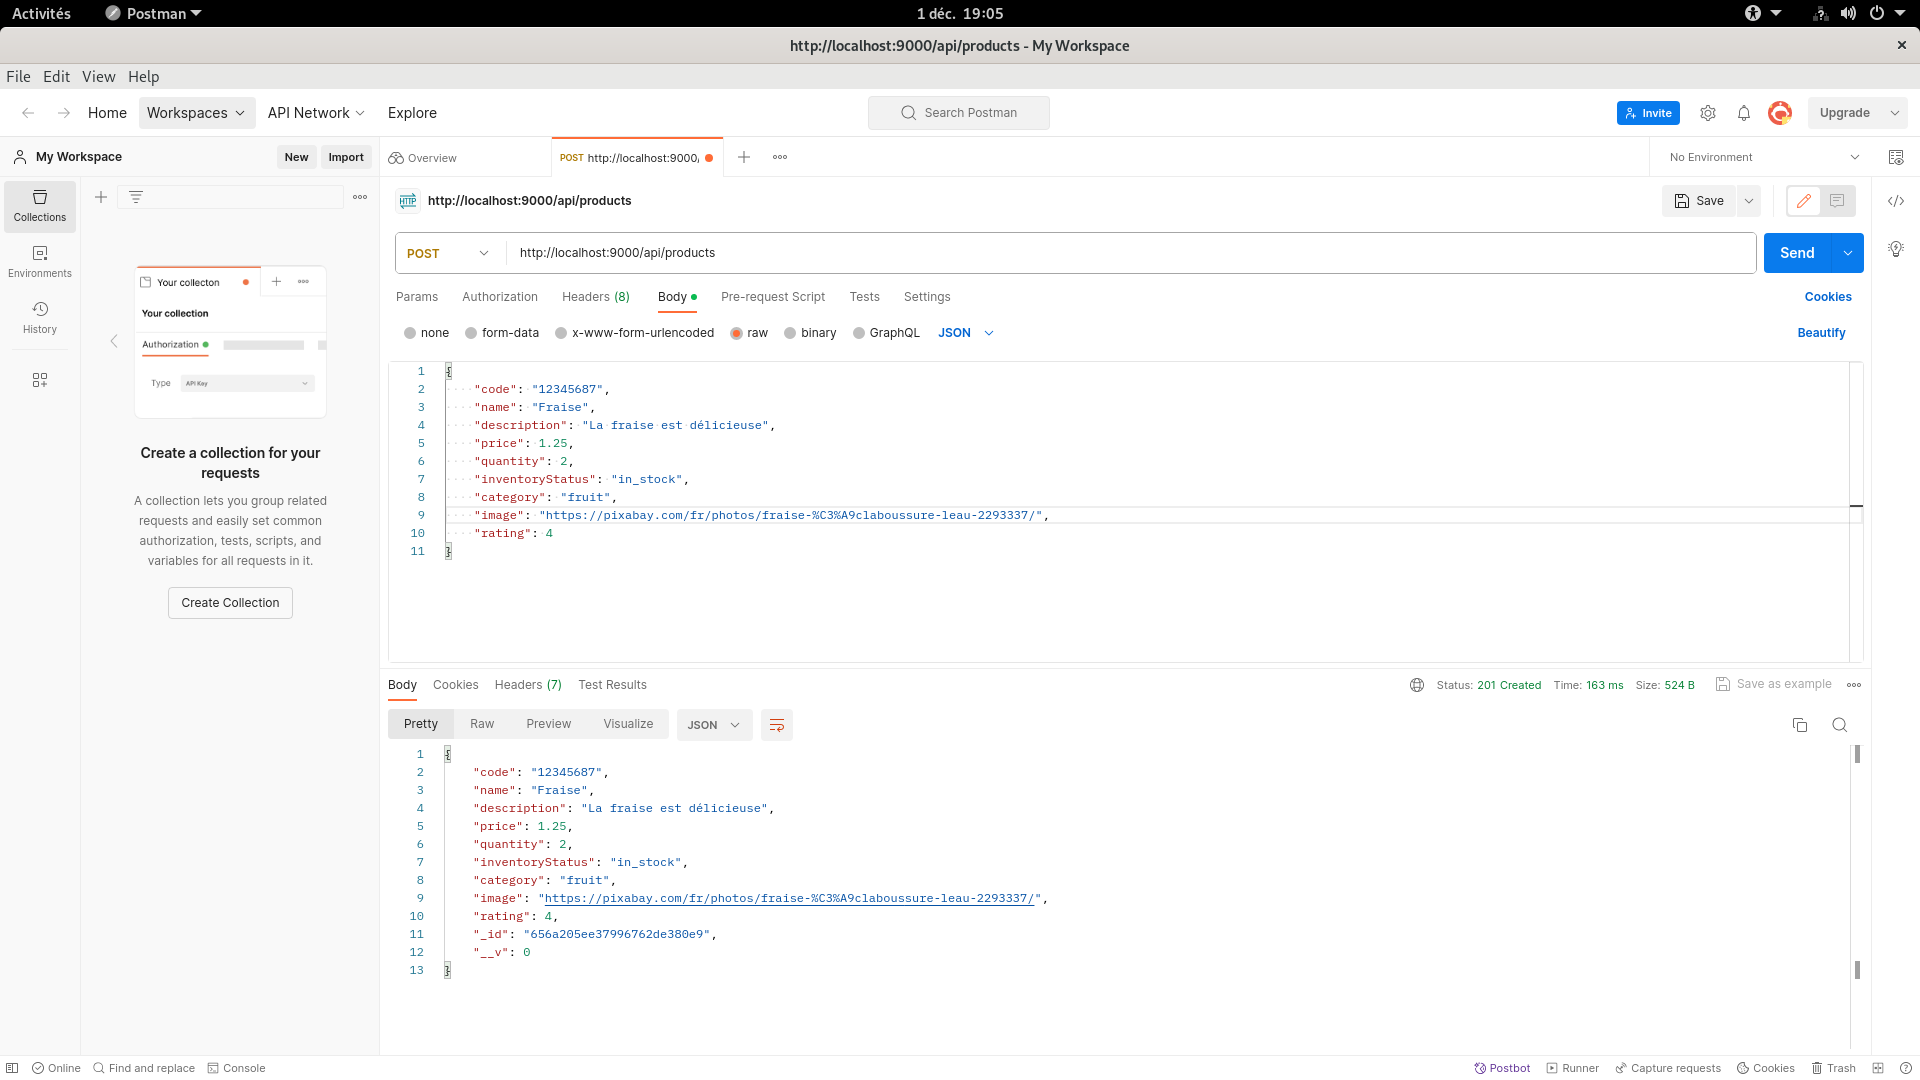 Activités
Postman
1 déc. 19:05
http://localhost:9000/api/products - My Workspace
File Edit View Help
Home Workspaces API Network Explore
Search Postman
Invite
Upgrade
My Workspace
New Import
Overview
POST http://localhost:9000/
No Environment
Collections
Environments
History
Your collecton
Your collection
Authorization
Type API Key
Create a collection for your
requests
A collection lets you group related
requests and easily set common
authorization, tests, scripts, and
variables for all requests in it.
Create Collection
HTTP http://localhost:9000/api/products
Save
POST http://localhost:9000/api/products
Send
Params Authorization Headers (8) Body Pre-request Script Tests Settings
Cookies
none form-data x-www-form-urlencoded raw binary GraphQL JSON
Beautify
1 {
2 "code": "12345687",
3 "name": "Fraise",
4 "description": "La fraise est délicieuse",
5 "price": 1.25,
6 "quantity": 2,
7 "inventoryStatus": "in_stock",
8 "category": "fruit",
9 "image": "https://pixabay.com/fr/photos/fraise-%C3%A9claboussure-leau-2293337/",
10 "rating": 4
11 }
Body Cookies Headers (7) Test Results
Status: 201 Created Time: 163 ms Size: 524 B
Save as example
Pretty Raw Preview Visualize JSON
1 {
2 "code": "12345687",
3 "name": "Fraise",
4 "description": "La fraise est délicieuse",
5 "price": 1.25,
6 "quantity": 2,
7 "inventoryStatus": "in_stock",
8 "category": "fruit",
9 "image": "https://pixabay.com/fr/photos/fraise-%C3%A9claboussure-leau-2293337/",
10 "rating": 4,
11 "_id": "656a205ee37996762de380e9",
12 "__v": 0
13 }
Online Find and replace Console
Postbot Runner Capture requests Cookies Trash